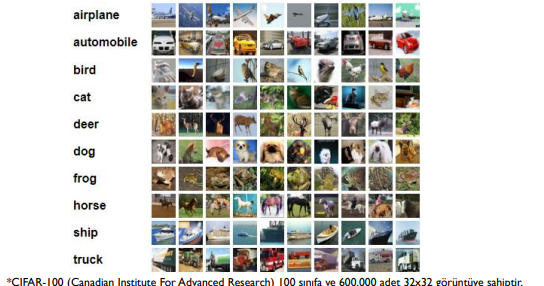 airplane
automobile
bird
cat
deer
dog
frog
horse
ship
truck
*CIFAR-100 (Canadian Institute For Advanced Research) 100 sınıfa ve 600.000 adet 32x32 görüntüye sahiptir.